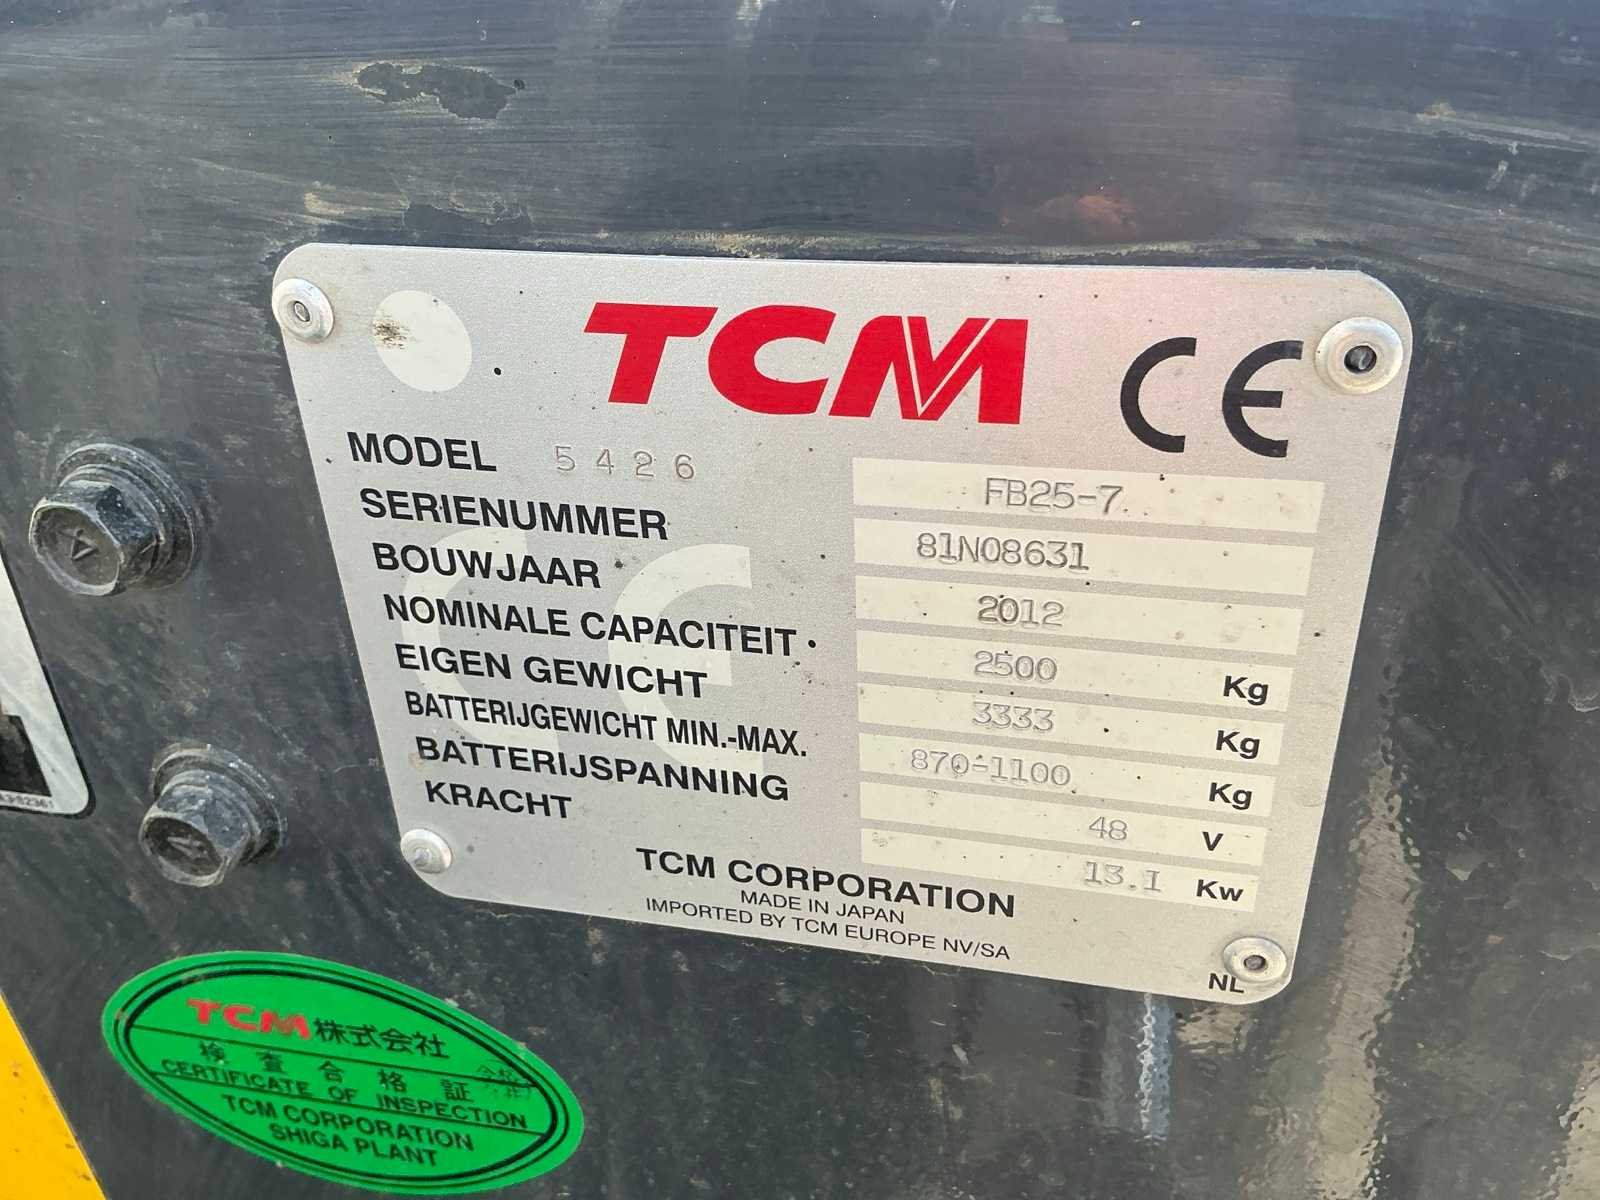 TCM CE
MODEL 5426 FB25-7
SERIENUMMER 81N08631
BOUWJAAR 2012
NOMINALE CAPACITEIT • 2500 Kg
EIGEN GEWICHT 3333 Kg
BATTERIJGEWICHT MIN.-MAX. 870-1100 Kg
BATTERIJSPANNING 48 V
KRACHT 13.1 Kw
TCM CORPORATION
MADE IN JAPAN
IMPORTED BY TCM EUROPE NV/SA
NL
TCM株式会社
検査合格証
CERTIFICATE OF INSPECTION
TCM CORPORATION
SHIGA PLANT